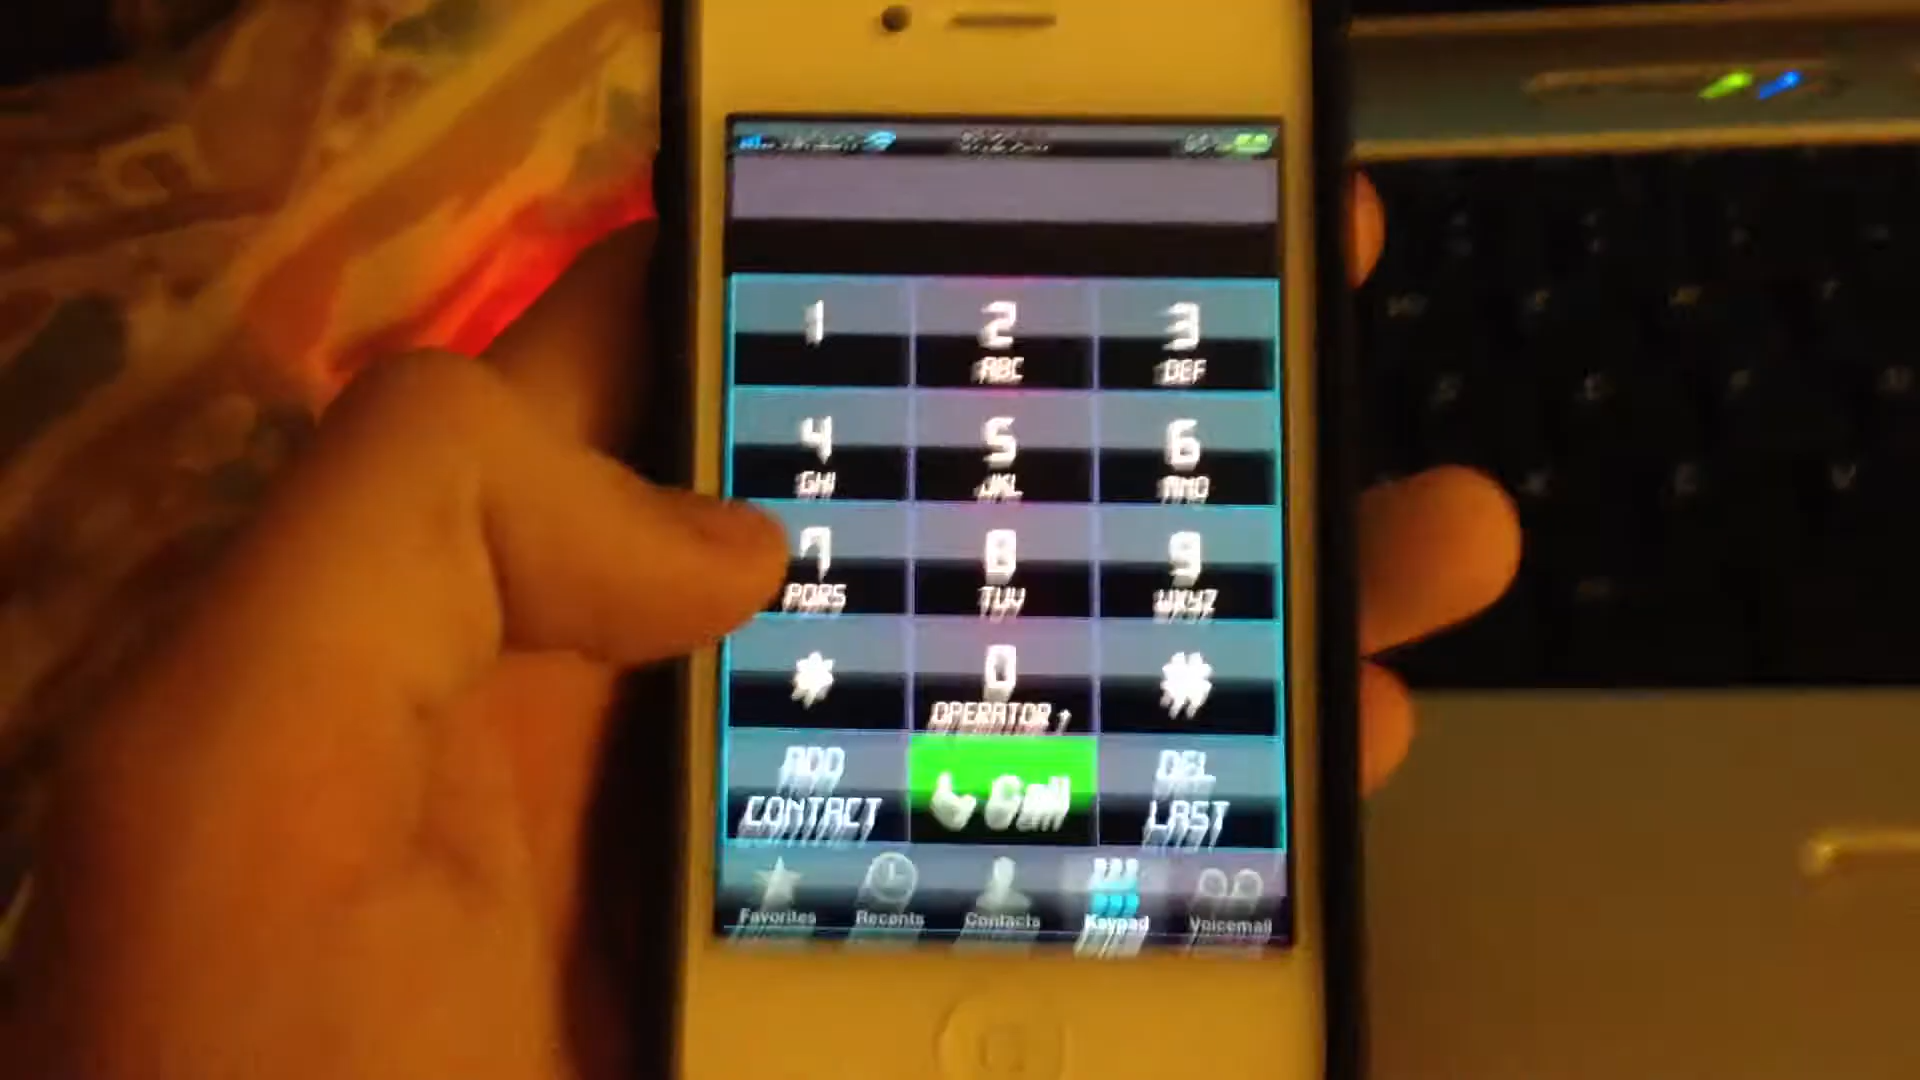 1 2 3
ABC DEF
4 5 6
GHI JKL MNO
7 8 9
PQRS TUV WXYZ
* 0 #
OPERATOR
ADD CONTACT
Call
DEL LAST
Favorites Recents Contacts Keypad Voicemail